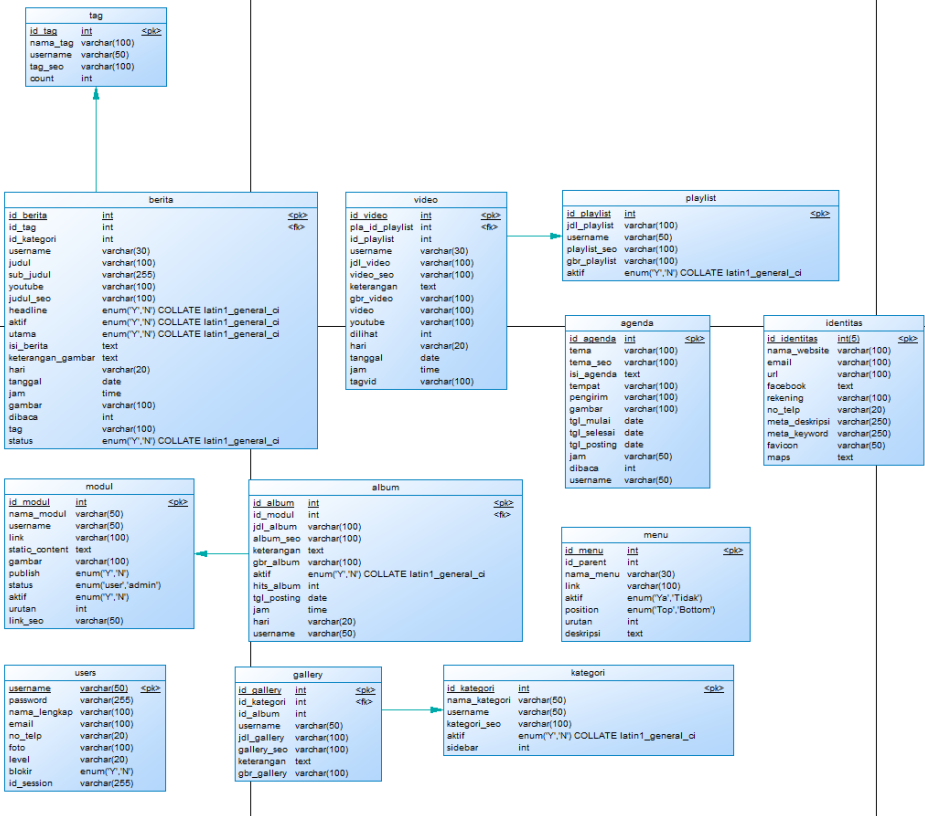 tag
id_tag int <pk>
nama_tag varchar(100)
username varchar(50)
tag_seo varchar(100)
count int
berita
id_berita int <pk>
id_tag int <fk>
id_kategori int
username varchar(30)
judul varchar(100)
sub_judul varchar(255)
youtube varchar(100)
judul_seo varchar(100)
headline enum('Y','N') COLLATE latin1_general_ci
aktif enum('Y','N') COLLATE latin1_general_ci
utama enum('Y','N') COLLATE latin1_general_ci
isi_berita text
keterangan_gambar text
hari varchar(20)
tanggal date
jam time
gambar varchar(100)
dibaca int
tag varchar(100)
status enum('Y','N') COLLATE latin1_general_ci
video
id_video int <pk>
pla_id_playlist int <fk>
id_playlist int
username varchar(30)
jdl_video varchar(100)
video_seo varchar(100)
keterangan text
gbr_video varchar(100)
video varchar(100)
youtube varchar(100)
dilihat int
hari varchar(20)
tanggal date
jam time
tagvid varchar(100)
playlist
id_playlist int <pk>
jdl_playlist varchar(100)
username varchar(50)
playlist_seo varchar(100)
gbr_playlist varchar(100)
aktif enum('Y','N') COLLATE latin1_general_ci
agenda
id_agenda int <pk>
tema varchar(100)
tema_seo varchar(100)
isi_agenda text
tempat varchar(100)
pengirim varchar(100)
gambar varchar(100)
tgl_mulai date
tgl_selesai date
tgl_posting date
jam varchar(50)
dibaca int
username varchar(50)
identitas
id_identitas int(5) <pk>
nama_website varchar(100)
email varchar(100)
url varchar(100)
facebook text
rekening varchar(100)
no_telp varchar(20)
meta_deskripsi varchar(250)
meta_keyword varchar(250)
favicon varchar(50)
maps text
modul
id_modul int <pk>
nama_modul varchar(50)
username varchar(50)
link varchar(100)
static_content text
gambar varchar(100)
publish enum('Y','N')
status enum('user','admin')
aktif enum('Y','N')
urutan int
link_seo varchar(50)
album
id_album int <pk>
id_modul int <fk>
jdl_album varchar(100)
album_seo varchar(100)
keterangan text
gbr_album varchar(100)
aktif enum('Y','N') COLLATE latin1_general_ci
hits_album int
tgl_posting date
jam time
hari varchar(20)
username varchar(50)
menu
id_menu int <pk>
id_parent int
nama_menu varchar(30)
link varchar(100)
aktif enum('Ya','Tidak')
position enum('Top','Bottom')
urutan int
deskripsi text
users
username varchar(50) <pk>
password varchar(255)
nama_lengkap varchar(100)
email varchar(100)
no_telp varchar(20)
foto varchar(100)
level varchar(20)
blokir enum('Y','N')
id_session varchar(255)
gallery
id_gallery int <pk>
id_kategori int <fk>
id_album int
username varchar(50)
jdl_gallery varchar(100)
gallery_seo varchar(100)
keterangan text
gbr_gallery varchar(100)
kategori
id_kategori int <pk>
nama_kategori varchar(50)
username varchar(50)
kategori_seo varchar(100)
aktif enum('Y','N') COLLATE latin1_general_ci
sidebar int